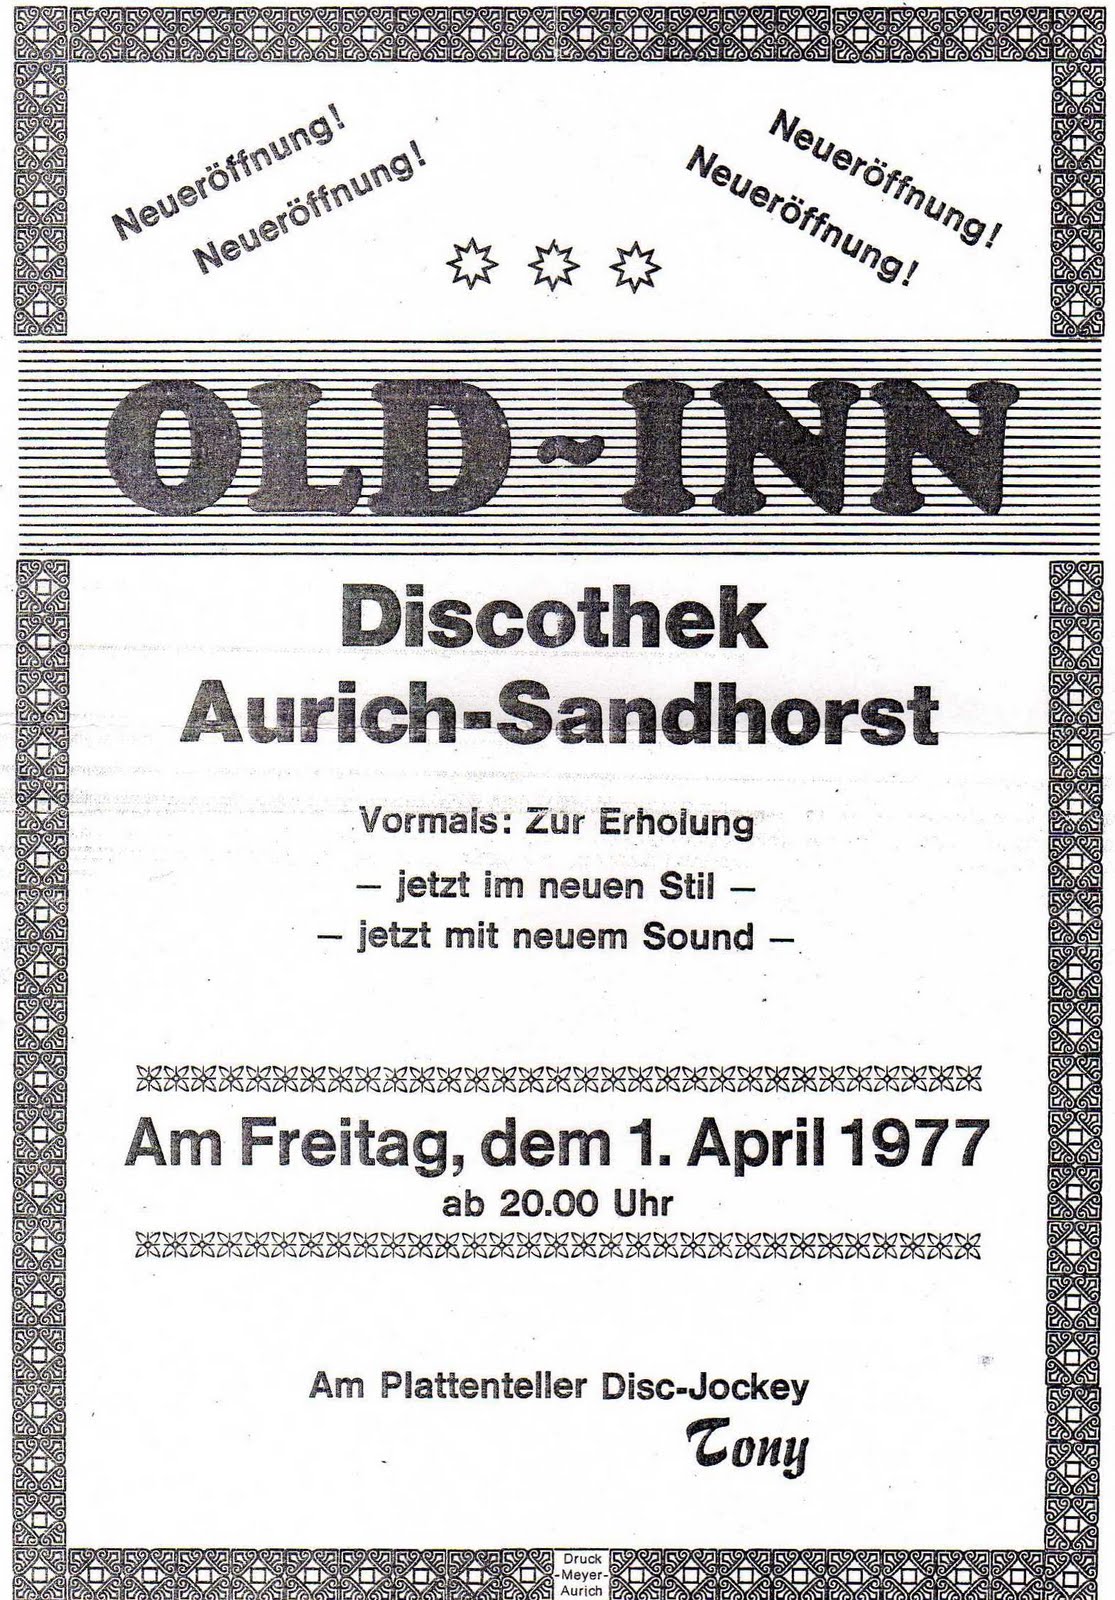 Neueröffnung!
Neueröffnung!
Neueröffnung!
Neueröffnung!
OLD-INN
Discothek
Aurich-Sandhorst
Vormals: Zur Erholung
— jetzt im neuen Stil —
— jetzt mit neuem Sound —
Am Freitag, dem 1. April 1977
ab 20.00 Uhr
Am Plattenteller Disc-Jockey
Tony
Druck
-Meyer-
Aurich